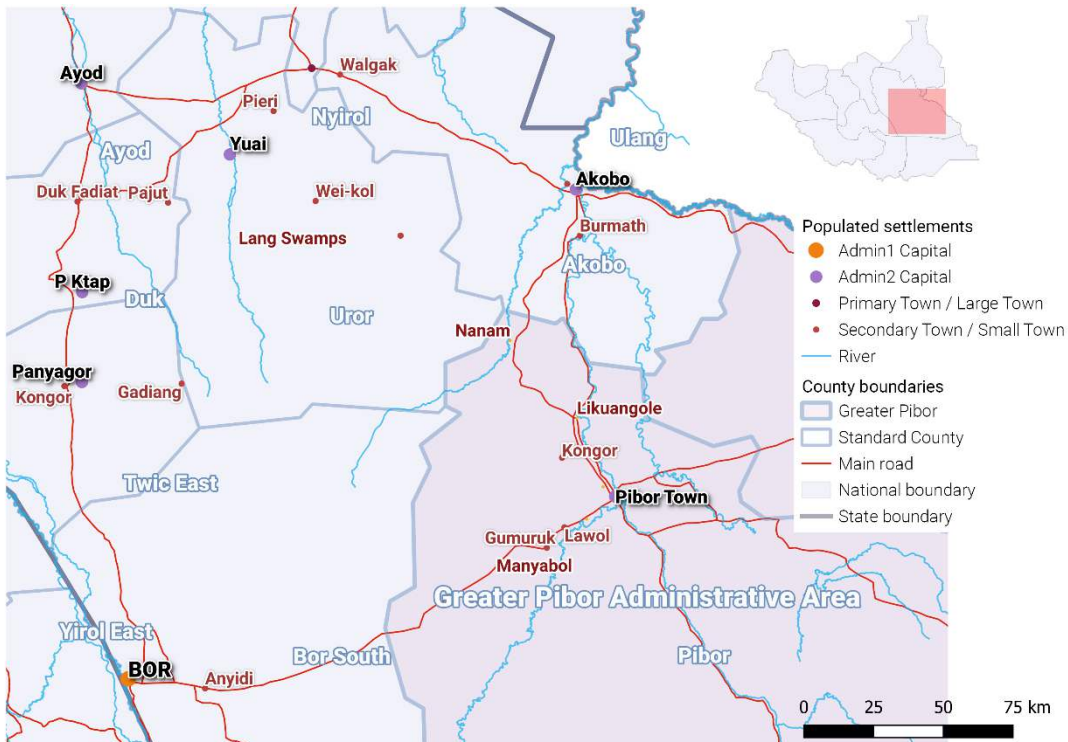 Walgak
Ayod
Pieri
Nyirol
Ulang
Yuai
Ayod
Akobo
Duk Fadiat
Pajut
Wei-kol
Populated settlements
Burmath
Lang Swamps
Admin1 Capital
Akobo
Admin2 Capital
P Ktap
Duk
Primary Town / Large Town
Uror
Nanam
Secondary Town / Small Town
River
Panyagor
Kongor
Gadiang
County boundaries
Likuangole
Greater Pibor
Standard County
Kongor
Main road
Twic East
National boundary
Pibor Town
State boundary
Gumuruk
Lawol
Manyabol
Greater Pibor Administrative Area
Yirol East
Bor South
Pibor
BOR
Anyidi
0 25 50 75 km